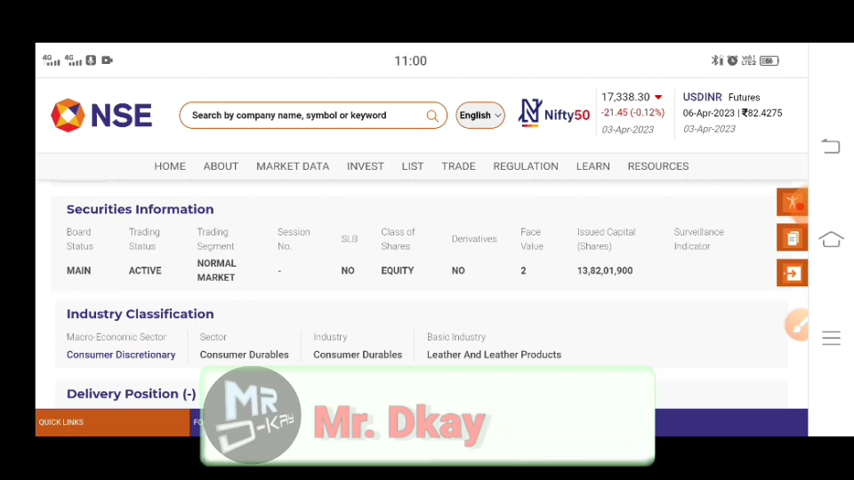 4G 4G 11:00
NSE
Search by company name, symbol or keyword
English
Nifty50
17,338.30
-21.45 (-0.12%)
03-Apr-2023
USDINR Futures
06-Apr-2023 | ₹82.4275
03-Apr-2023
HOME ABOUT MARKET DATA INVEST LIST TRADE REGULATION LEARN RESOURCES
Securities Information
Board Status
Trading Status
Trading Segment
Session No.
SLB
Class of Shares
Derivatives
Face Value
Issued Capital (Shares)
Surveillance Indicator
MAIN ACTIVE NORMAL MARKET - NO EQUITY NO 2 13,82,01,900
Industry Classification
Macro-Economic Sector Sector Industry Basic Industry
Consumer Discretionary Consumer Durables Consumer Durables Leather And Leather Products
Delivery Position (-)
QUICK LINKS
MR
D-KAY
Mr. Dkay